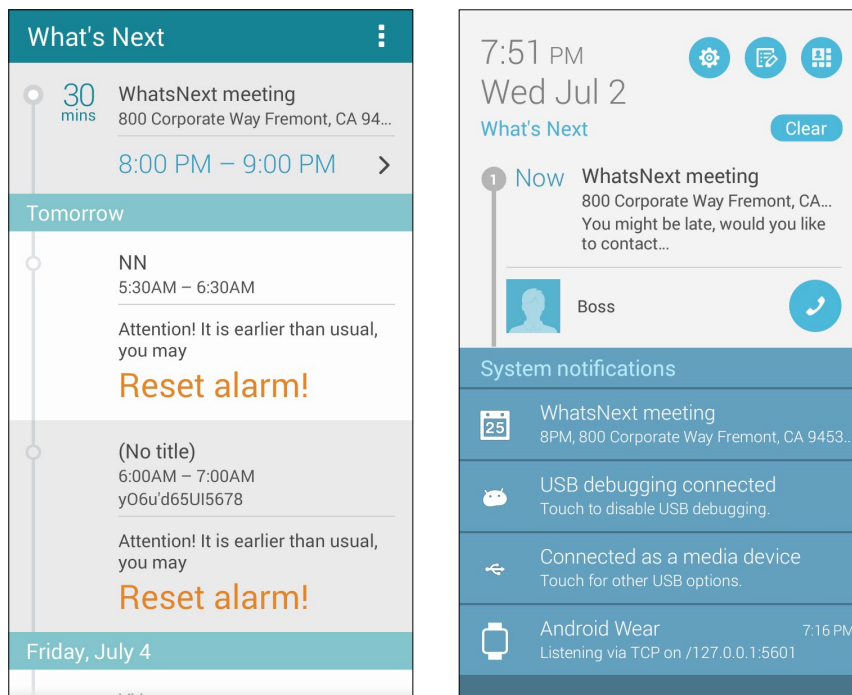 What's Next
30
mins
WhatsNext meeting
800 Corporate Way Fremont, CA 94...
8:00 PM – 9:00 PM
Tomorrow
NN
5:30AM – 6:30AM
Attention! It is earlier than usual,
you may
Reset alarm!
(No title)
6:00AM – 7:00AM
yO6u'd65UI5678
Attention! It is earlier than usual,
you may
Reset alarm!
Friday, July 4
7:51 PM
Wed Jul 2
What's Next
Clear
1
Now
WhatsNext meeting
800 Corporate Way Fremont, CA...
You might be late, would you like
to contact...
Boss
System notifications
25
WhatsNext meeting
8PM, 800 Corporate Way Fremont, CA 9453..
USB debugging connected
Touch to disable USB debugging.
Connected as a media device
Touch for other USB options.
Android Wear
7:16 PM
Listening via TCP on /127.0.0.1:5601